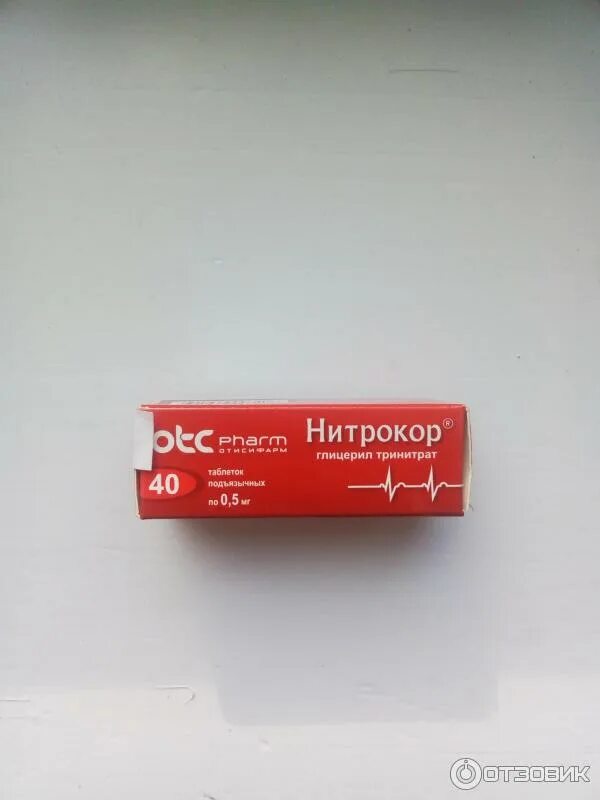 otc pharm
ОТИСИФАРМ
40
таблеток
подъязычных
по 0,5 мг
Нитрокор®
глицерил тринитрат
ОТЗОВИК